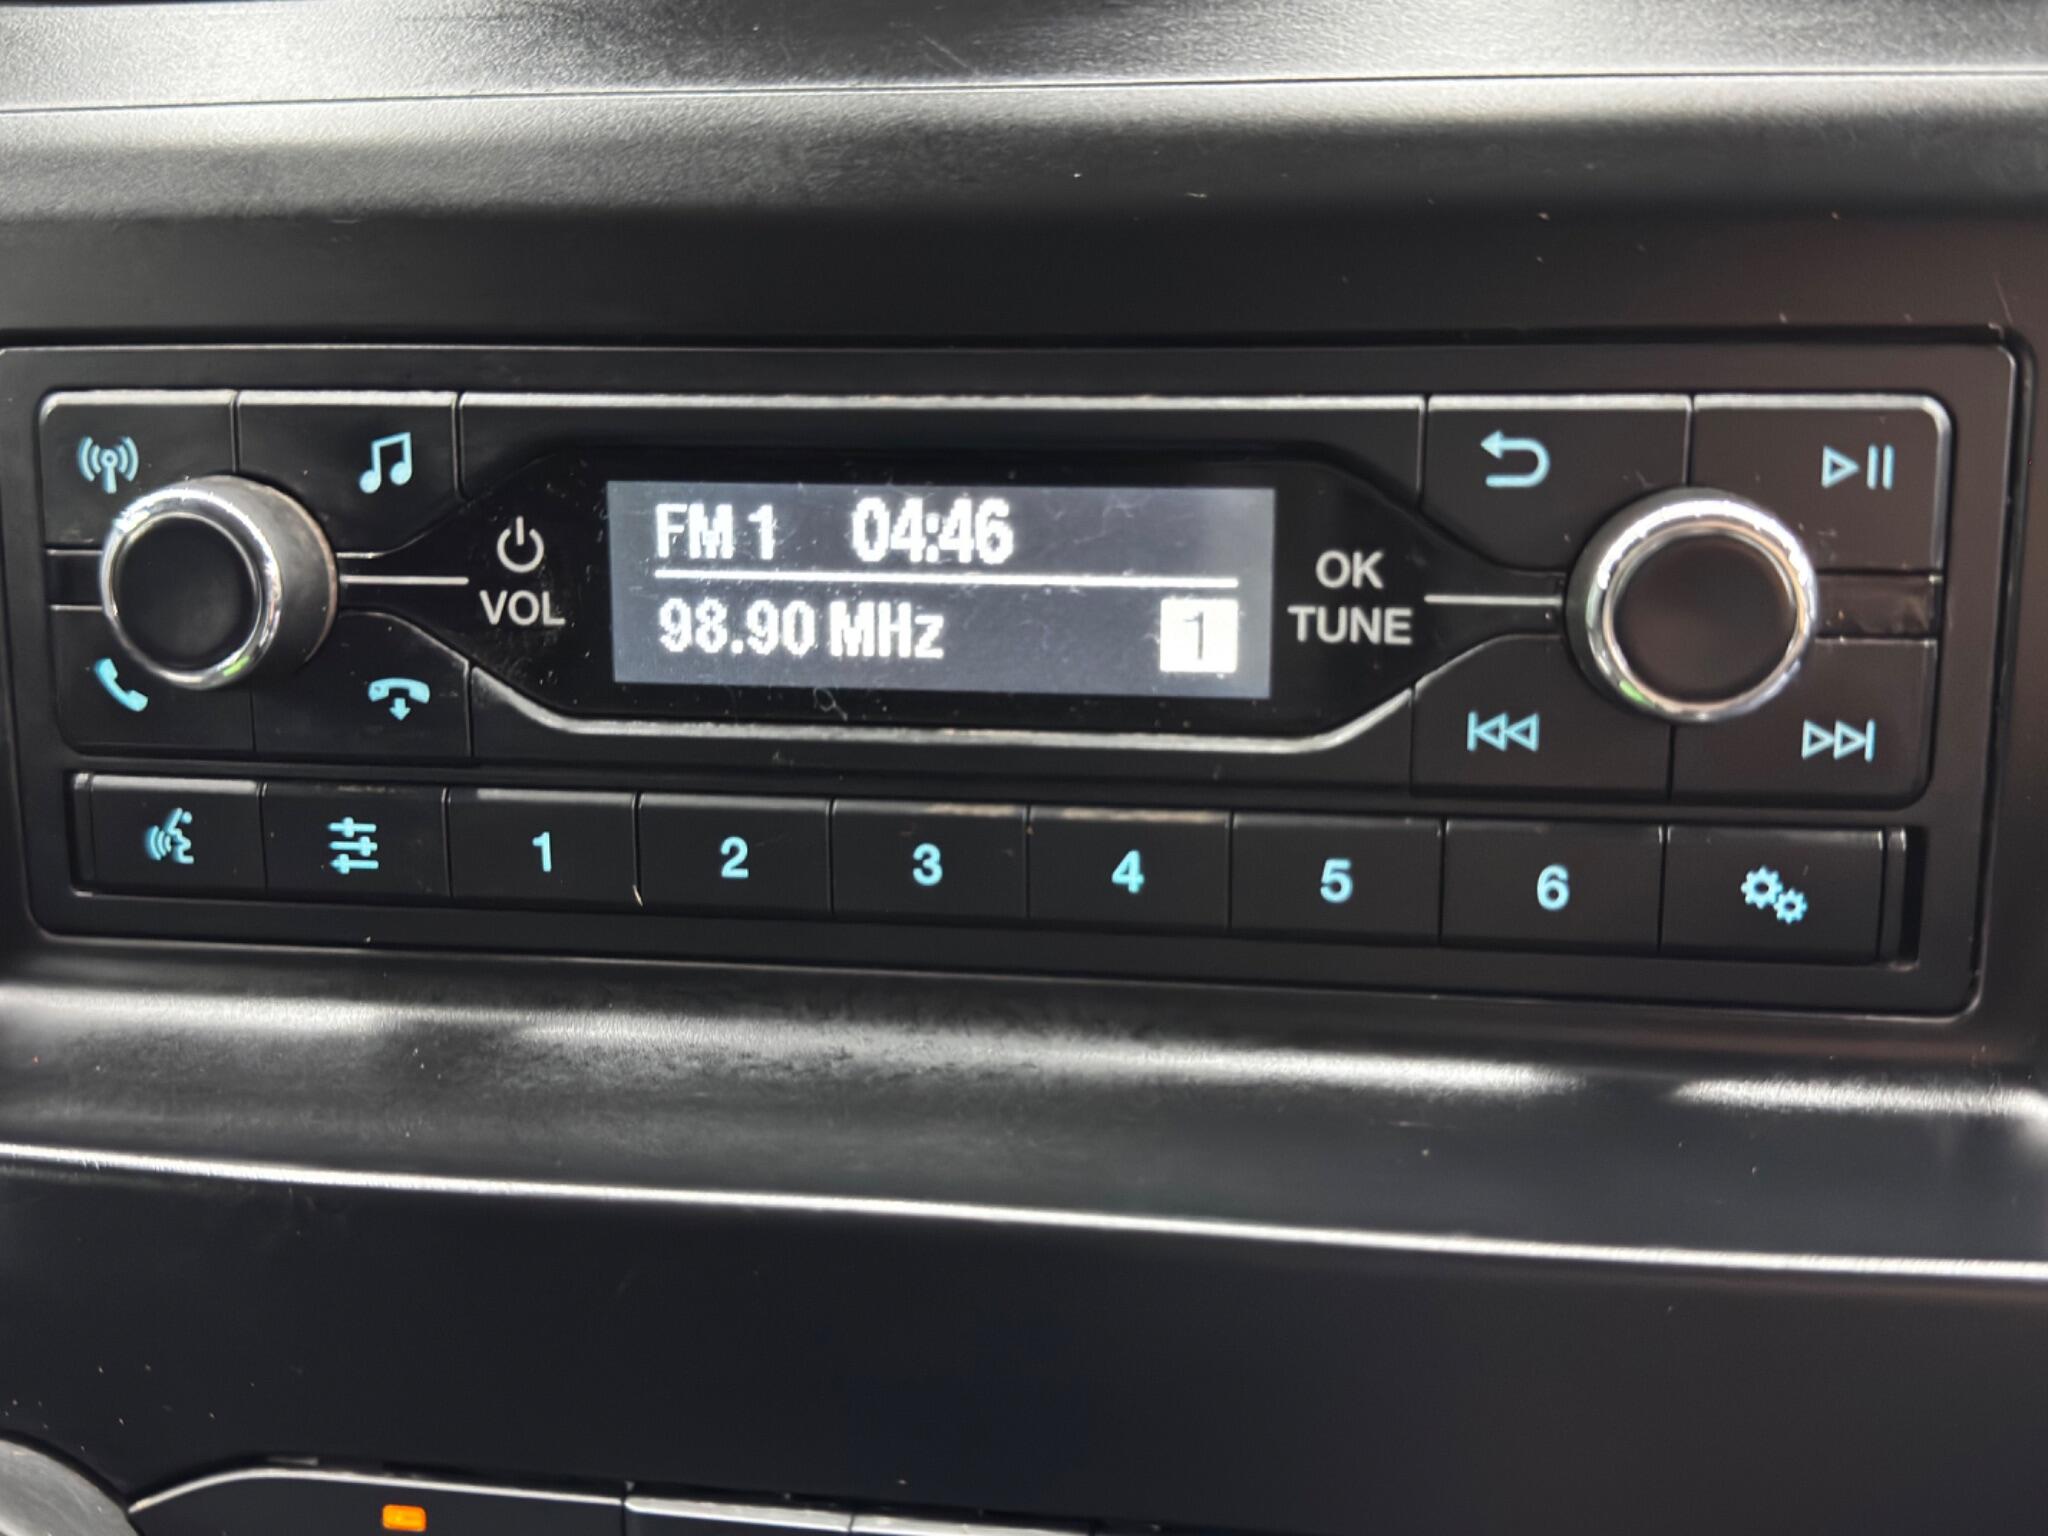 FM 1 04:46
98.90 MHz 1
VOL
OK
TUNE
1 2 3 4 5 6